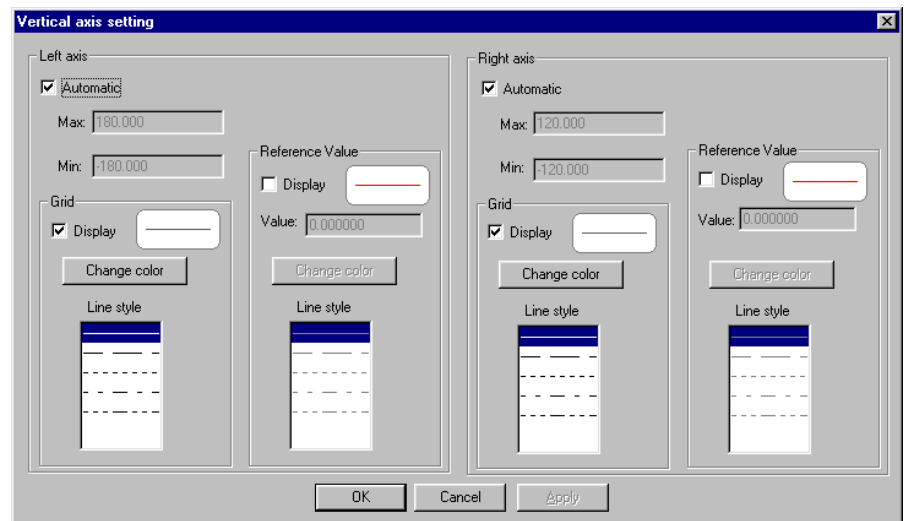 Vertical axis setting
Left axis
Automatic
Max: 180.000
Min: -180.000
Grid
Display
Change color
Line style
Reference Value
Display
Value: 0.000000
Change color
Line style
Right axis
Automatic
Max: 120.000
Min: -120.000
Grid
Display
Change color
Line style
Reference Value
Display
Value: 0.000000
Change color
Line style
OK
Cancel
Apply